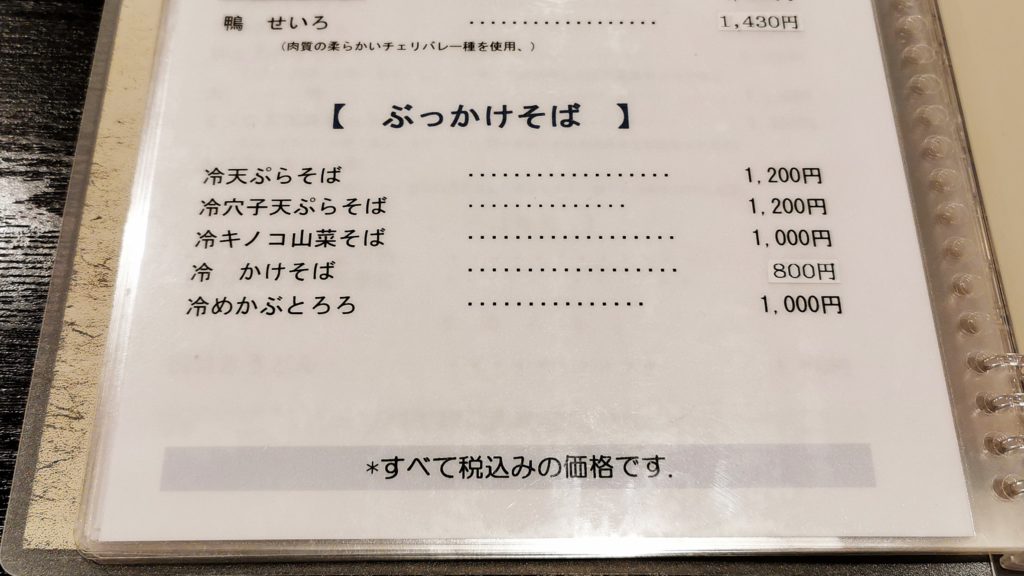 鴨　せいろ ・・・・・・・・・・・・・・・・・・ 1,430円
（肉質の柔らかいチェリバレー種を使用、）
【　ぶっかけそば　】
冷天ぷらそば ・・・・・・・・・・・・・・・・・・・ 1,200円
冷穴子天ぷらそば ・・・・・・・・・・・・・・・ 1,200円
冷キノコ山菜そば ・・・・・・・・・・・・・・・・・・・・ 1,000円
冷　かけそば ・・・・・・・・・・・・・・・・・・・・ 800円
冷めかぶとろろ ・・・・・・・・・・・・・・・・・ 1,000円
*すべて税込みの価格です.